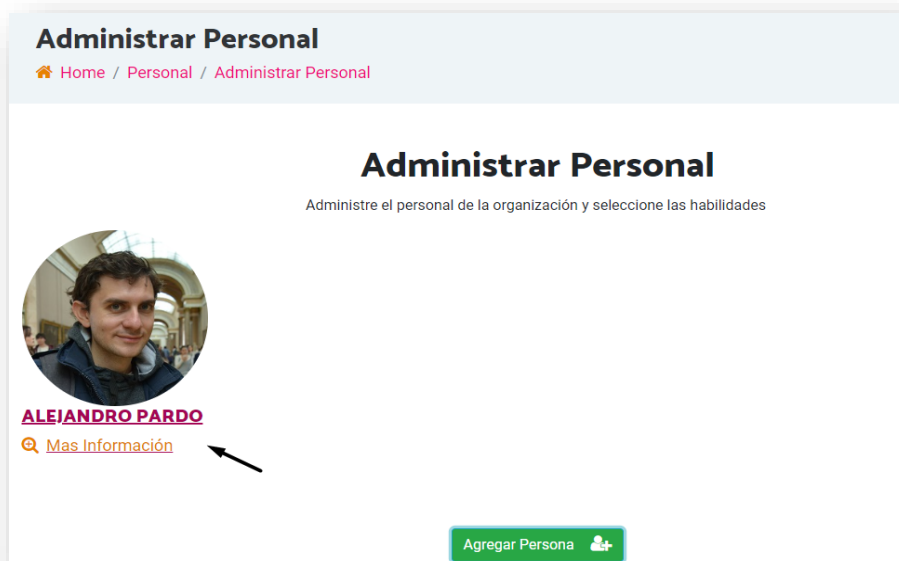 Administrar Personal
Home / Personal / Administrar Personal
Administrar Personal
Administre el personal de la organización y seleccione las habilidades
ALEJANDRO PARDO
Mas Información
Agregar Persona